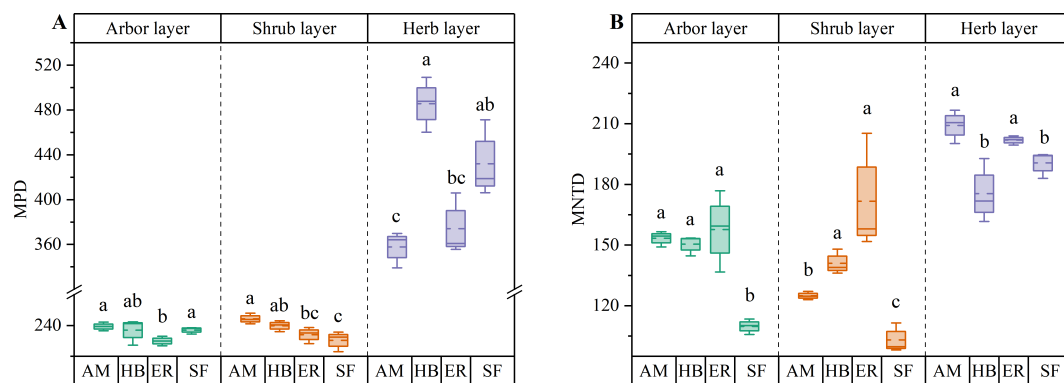 A
Arbor layer Shrub layer Herb layer
520
480
440
400
360
240
MPD
a ab b a
a ab bc c
c a bc ab
AM HB ER SF AM HB ER SF AM HB ER SF
B
Arbor layer Shrub layer Herb layer
240
210
180
150
120
MNTD
a a a b
b a a c
a b a b
AM HB ER SF AM HB ER SF AM HB ER SF